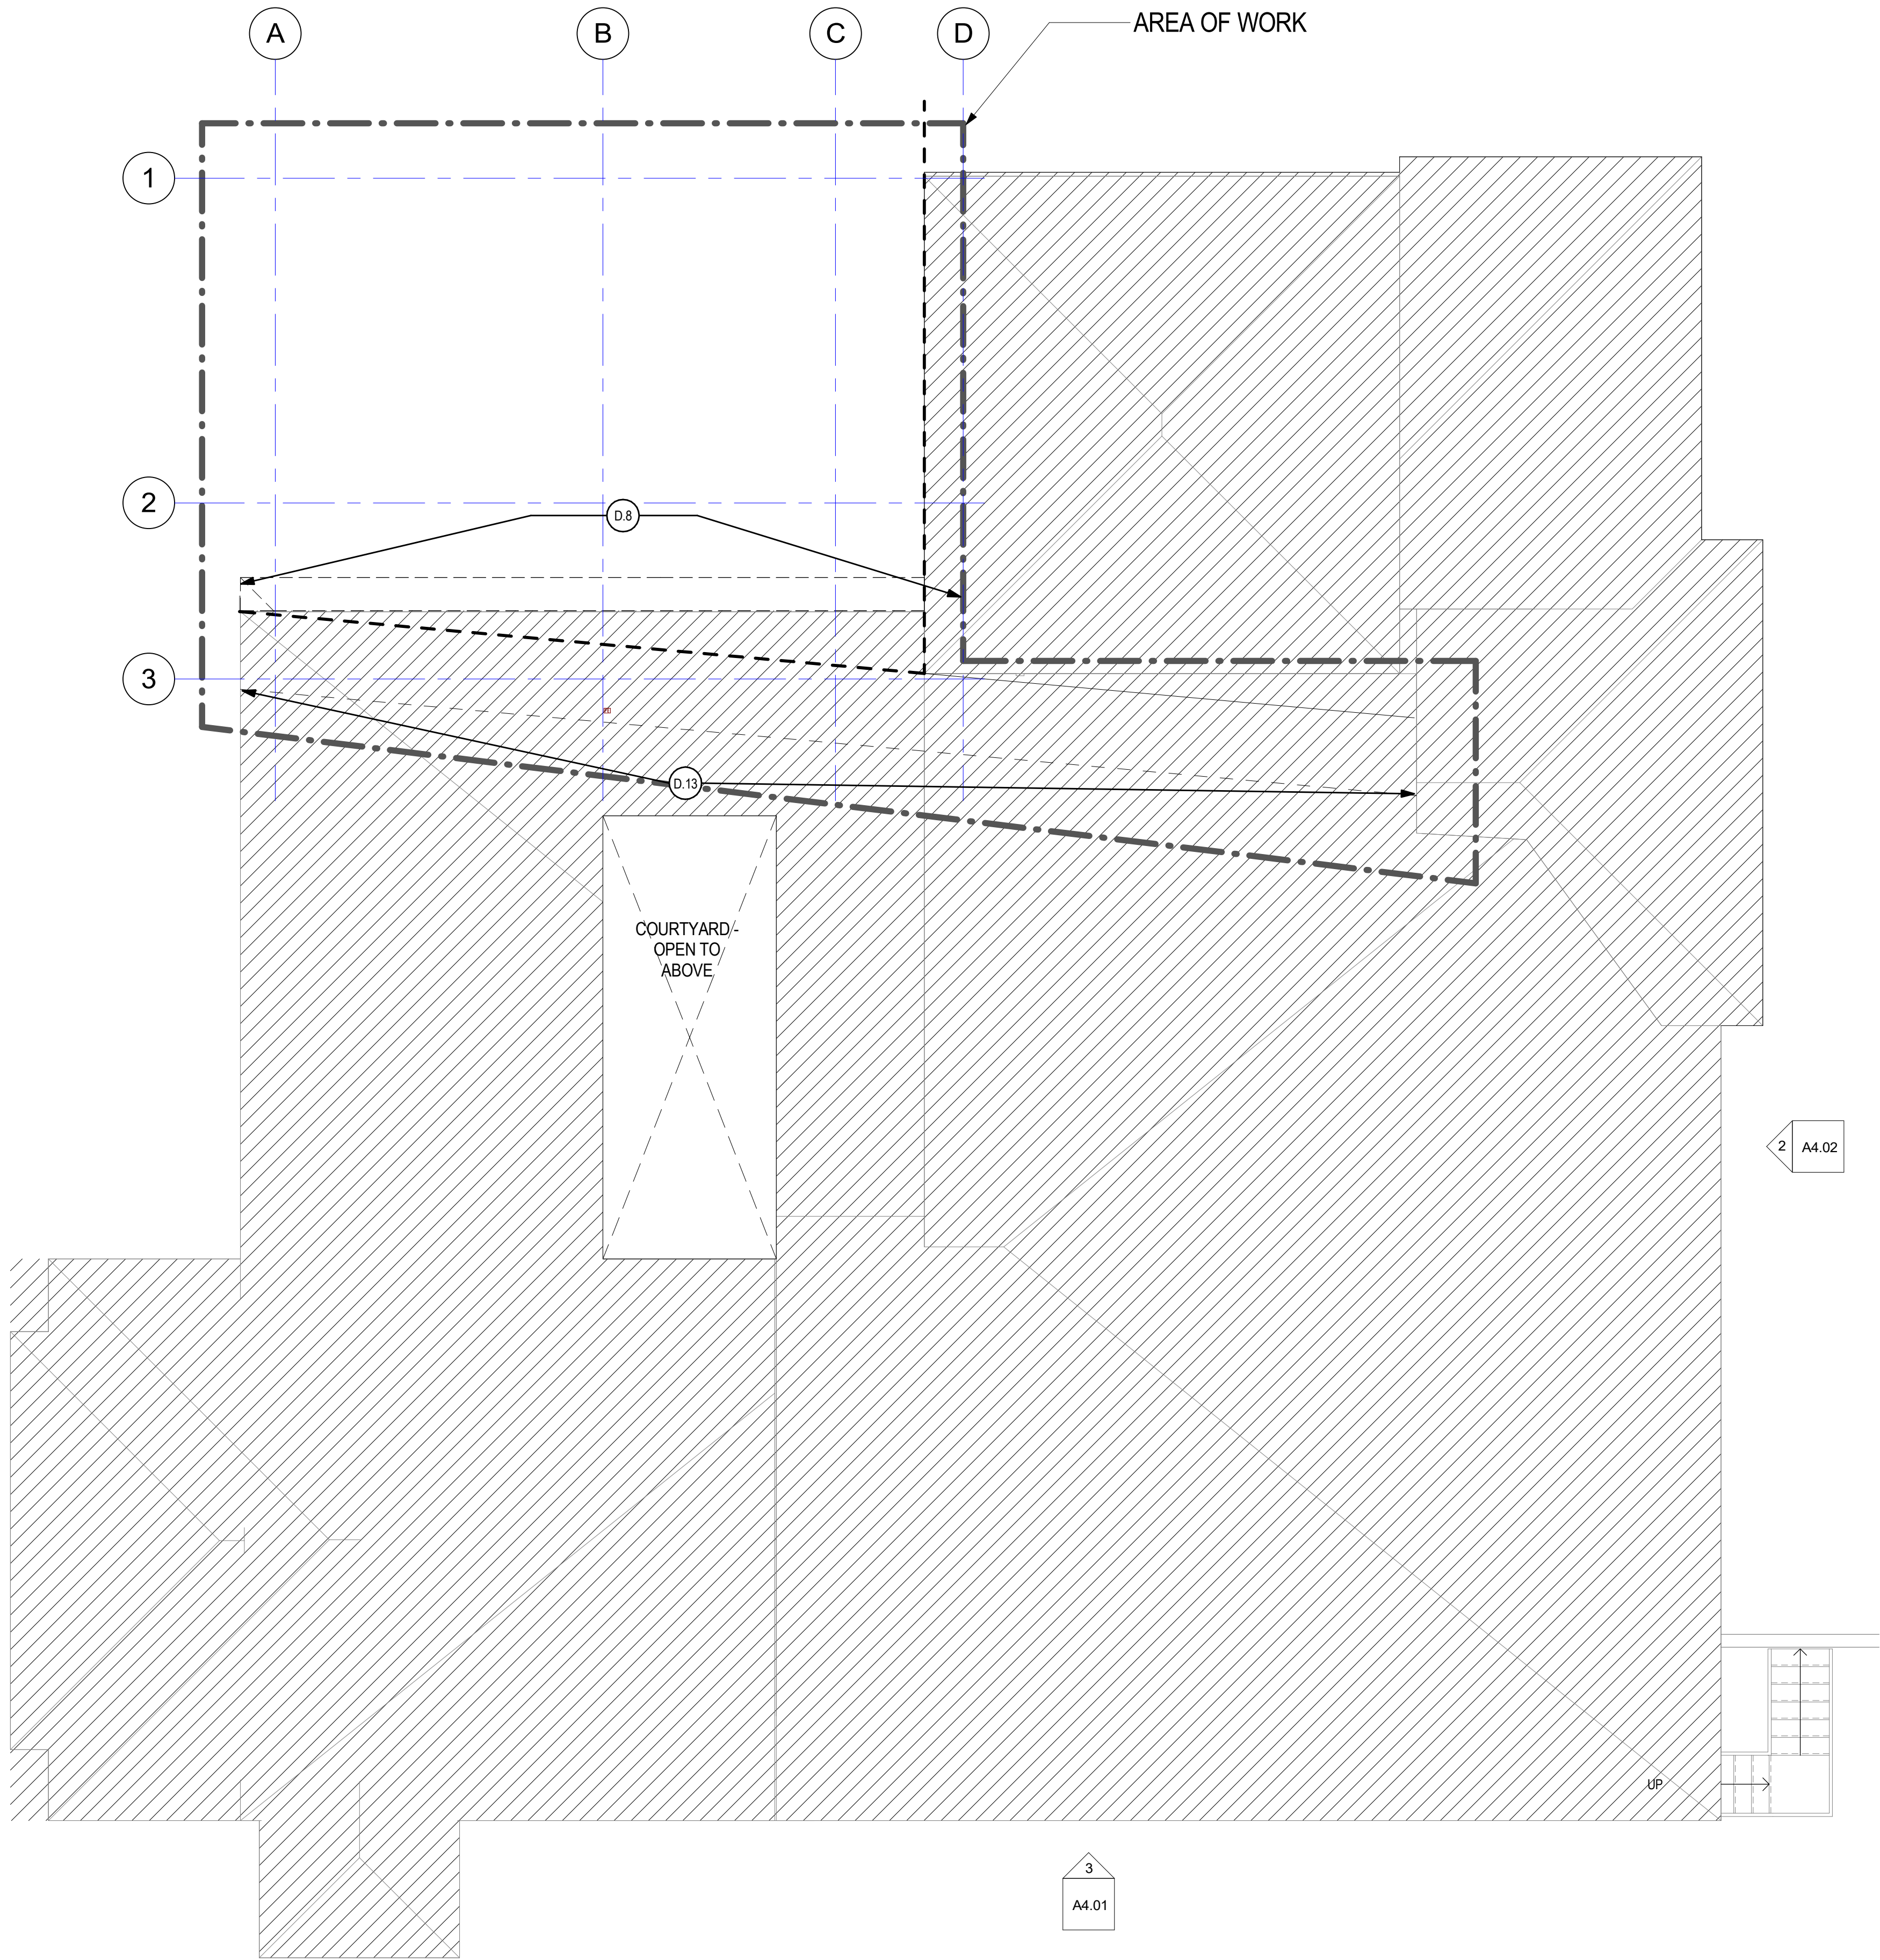 AREA OF WORK
A
B
C
D
1
2
D.8
3
D.13
COURTYARD -
OPEN TO
ABOVE
2
A4.02
UP
3
A4.01